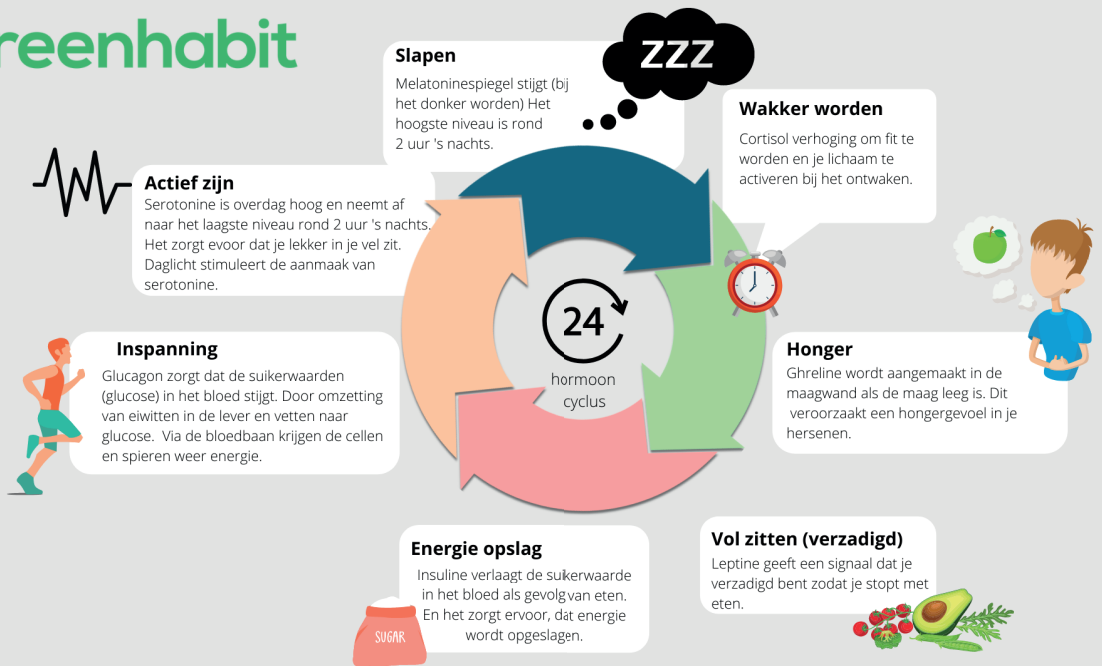 reenhabit
Slapen
Melatoninespiegel stijgt (bij
het donker worden) Het
hoogste niveau is rond
2 uur 's nachts.
ZZZ
Wakker worden
Cortisol verhoging om fit te
worden en je lichaam te
activeren bij het ontwaken.
Actief zijn
Serotonine is overdag hoog en neemt af
naar het laagste niveau rond 2 uur 's nachts.
Het zorgt evoor dat je lekker in je vel zit.
Daglicht stimuleert de aanmaak van
serotonine.
24
hormoon
cyclus
Inspanning
Glucagon zorgt dat de suikerwaarden
(glucose) in het bloed stijgt. Door omzetting
van eiwitten in de lever en vetten naar
glucose. Via de bloedbaan krijgen de cellen
en spieren weer energie.
Honger
Ghreline wordt aangemaakt in de
maagwand als de maag leeg is. Dit
veroorzaakt een hongergevoel in je
hersenen.
Energie opslag
Insuline verlaagt de suikerwaarde
in het bloed als gevolg van eten.
En het zorgt ervoor, dat energie
wordt opgeslagen.
SUGAR
Vol zitten (verzadigd)
Leptine geeft een signaal dat je
verzadigd bent zodat je stopt met
eten.